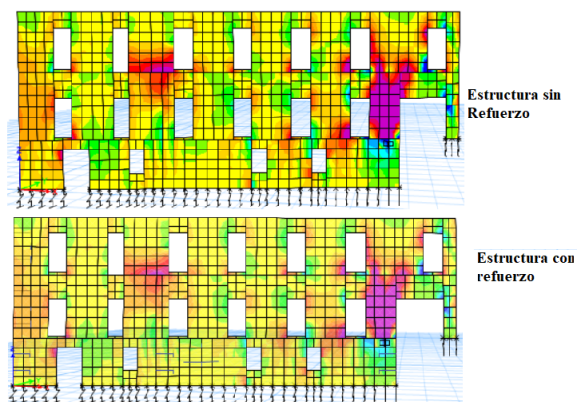 Estructura sin
Refuerzo
Estructura con
refuerzo